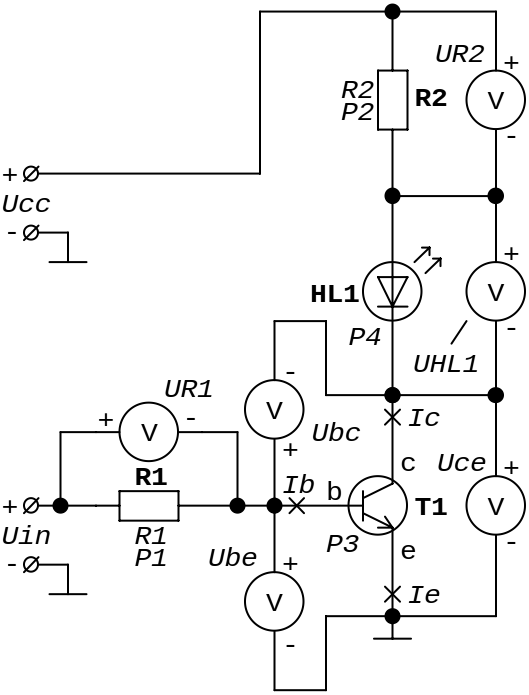 UR2
+
R2
P2
R2
V
-
+
Ucc
-
+
HL1
V
P4
-
UHL1
-
UR1
V
Ic
+
-
V
Ubc
+
c
Uce
+
R1
Ib
b
+
V
T1
Uin
R1
P1
P3
-
Ube
e
-
+
V
Ie
-